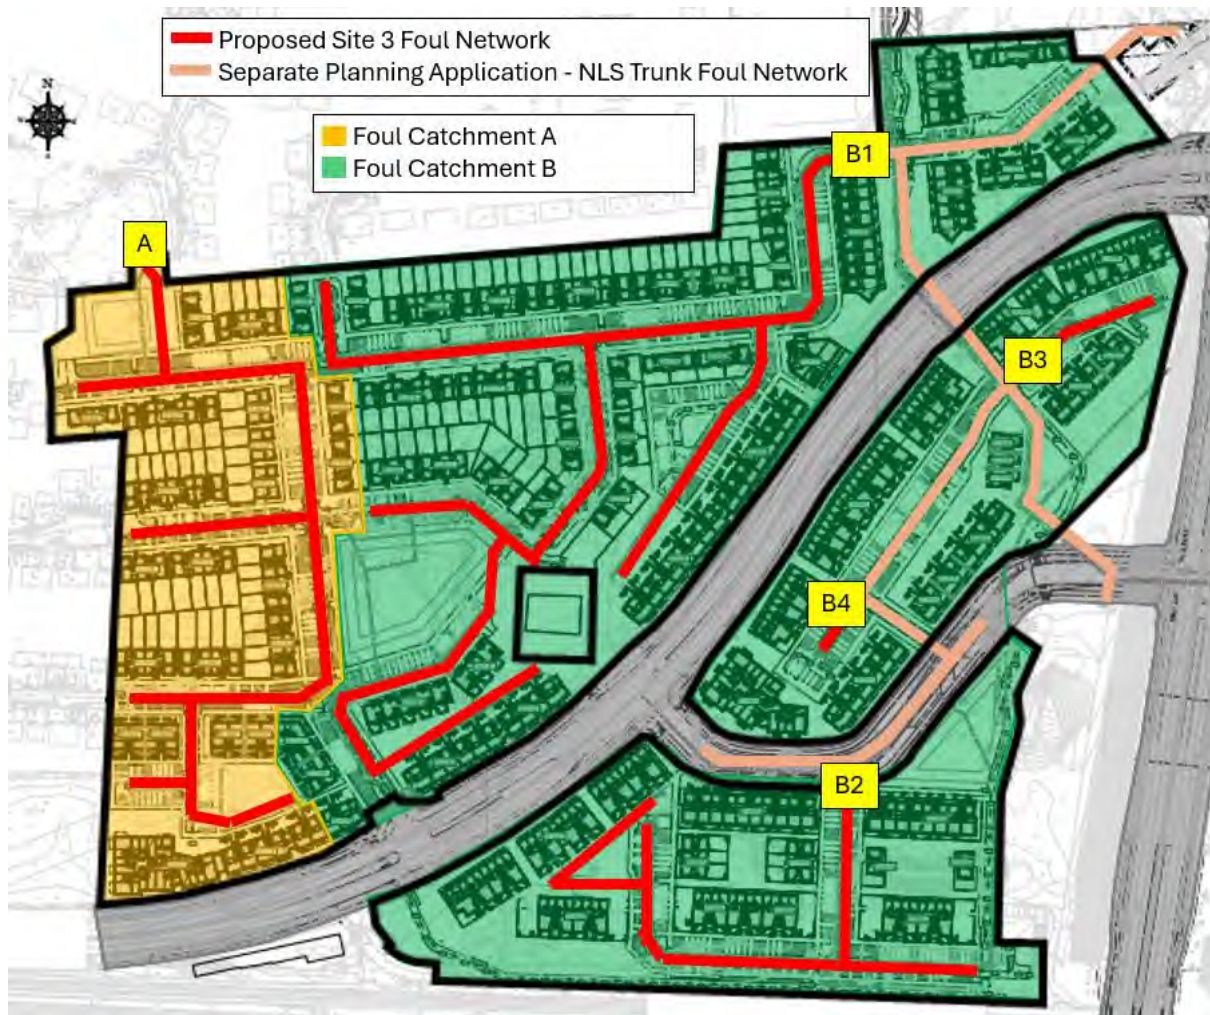 Proposed Site 3 Foul Network
Separate Planning Application - NLS Trunk Foul Network
N
Foul Catchment A
Foul Catchment B
B1
A
B3
B4
B2